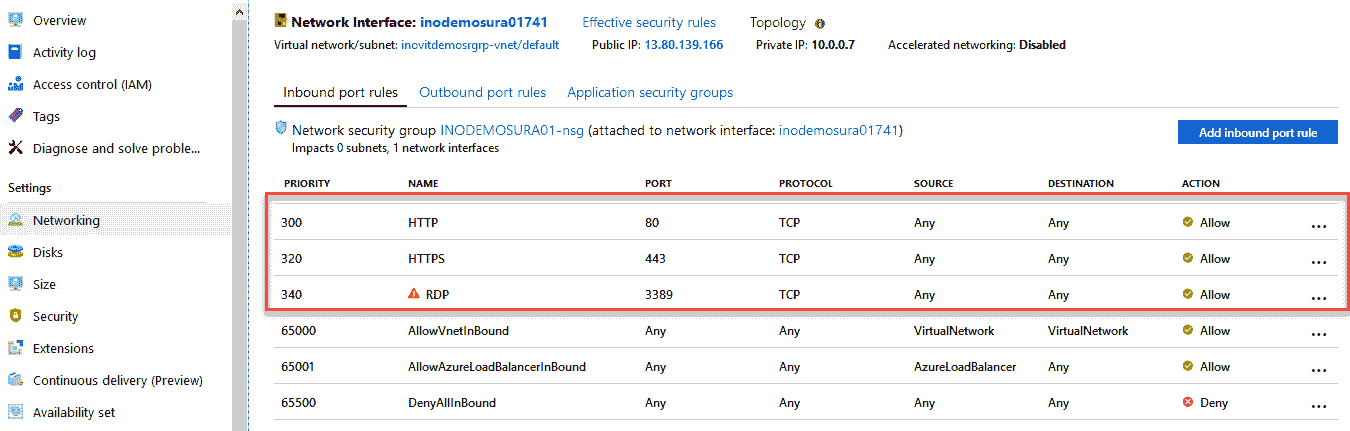 Overview
Activity log
Access control (IAM)
Tags
Diagnose and solve proble...
Settings
Networking
Disks
Size
Security
Extensions
Continuous delivery (Preview)
Availability set
Network Interface: inodemosura01741 Effective security rules Topology
Virtual network/subnet: inovitdemosrgrp-vnet/default Public IP: 13.80.139.166 Private IP: 10.0.0.7 Accelerated networking: Disabled
Inbound port rules Outbound port rules Application security groups
Network security group INODEMOSURA01-nsg (attached to network interface: inodemosura01741)
Impacts 0 subnets, 1 network interfaces
Add inbound port rule
PRIORITY NAME PORT PROTOCOL SOURCE DESTINATION ACTION
300 HTTP 80 TCP Any Any Allow ...
320 HTTPS 443 TCP Any Any Allow ...
340 RDP 3389 TCP Any Any Allow ...
65000 AllowVnetInBound Any Any VirtualNetwork VirtualNetwork Allow ...
65001 AllowAzureLoadBalancerInBound Any Any AzureLoadBalancer Any Allow ...
65500 DenyAllInBound Any Any Any Any Deny ...